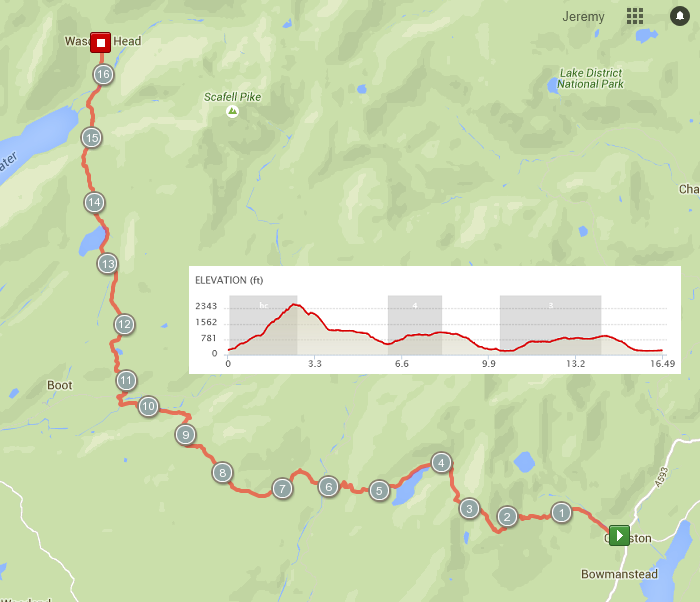 Jeremy
Wasd Head
16
Scafell Pike
Lake District
National Park
15
ater
14
Cha
13
ELEVATION (ft)
hc
4
3
2343
1562
781
0
0
3.3
6.6
9.9
13.2
16.49
12
Boot
11
10
9
8
7
6
5
4
3
2
1
A593
C ston
Bowmanstead